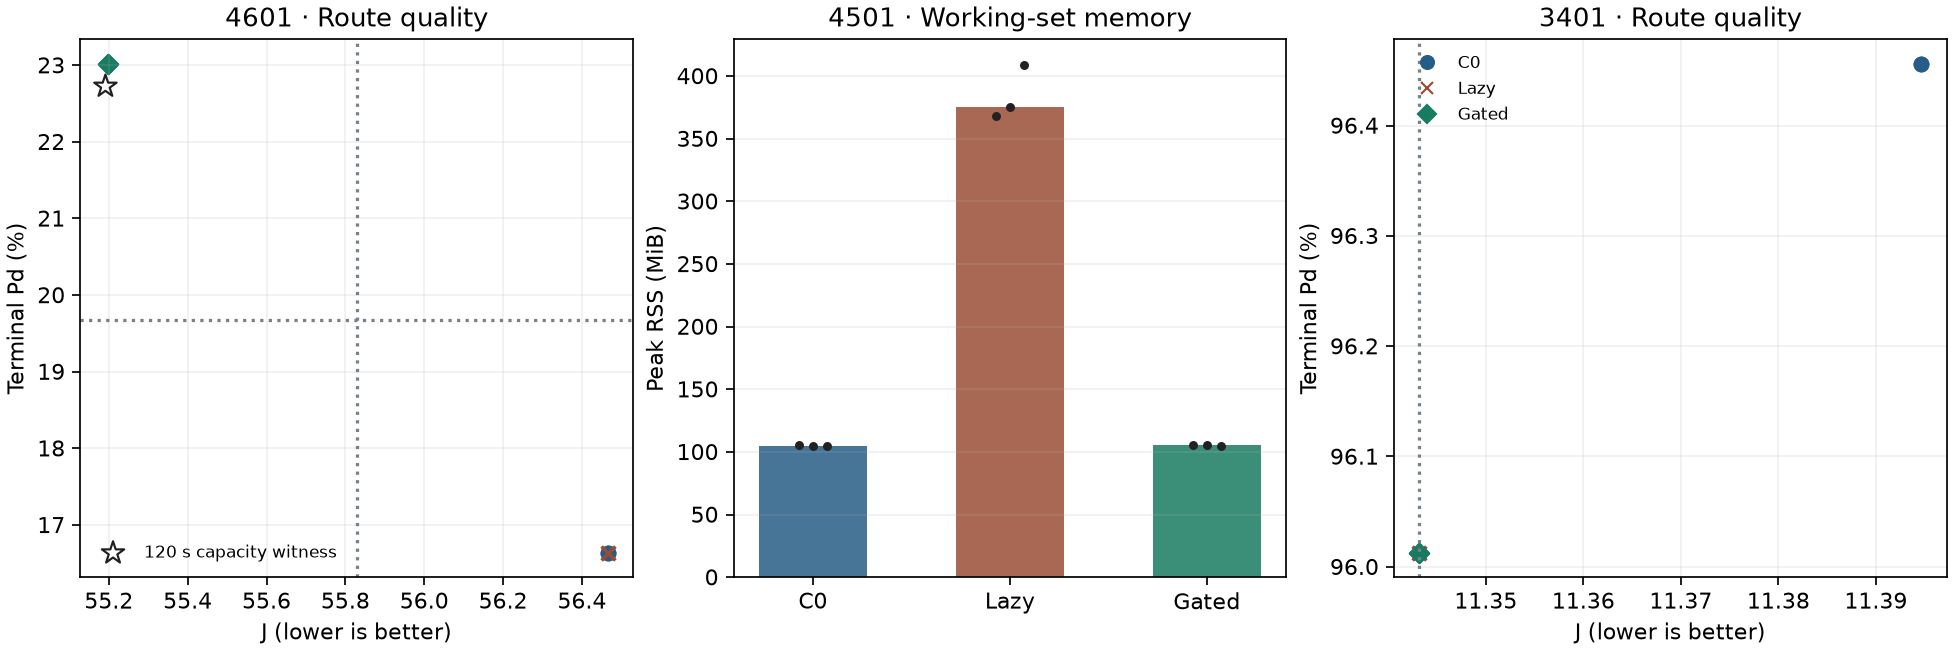 4601 · Route quality
Terminal Pd (%)
23
22
21
20
19
18
17
120 s capacity witness
55.2 55.4 55.6 55.8 56.0 56.2 56.4
J (lower is better)
4501 · Working-set memory
Peak RSS (MiB)
400
350
300
250
200
150
100
50
0
C0 Lazy Gated
3401 · Route quality
Terminal Pd (%)
C0
Lazy
Gated
96.4
96.3
96.2
96.1
96.0
11.35 11.36 11.37 11.38 11.39
J (lower is better)